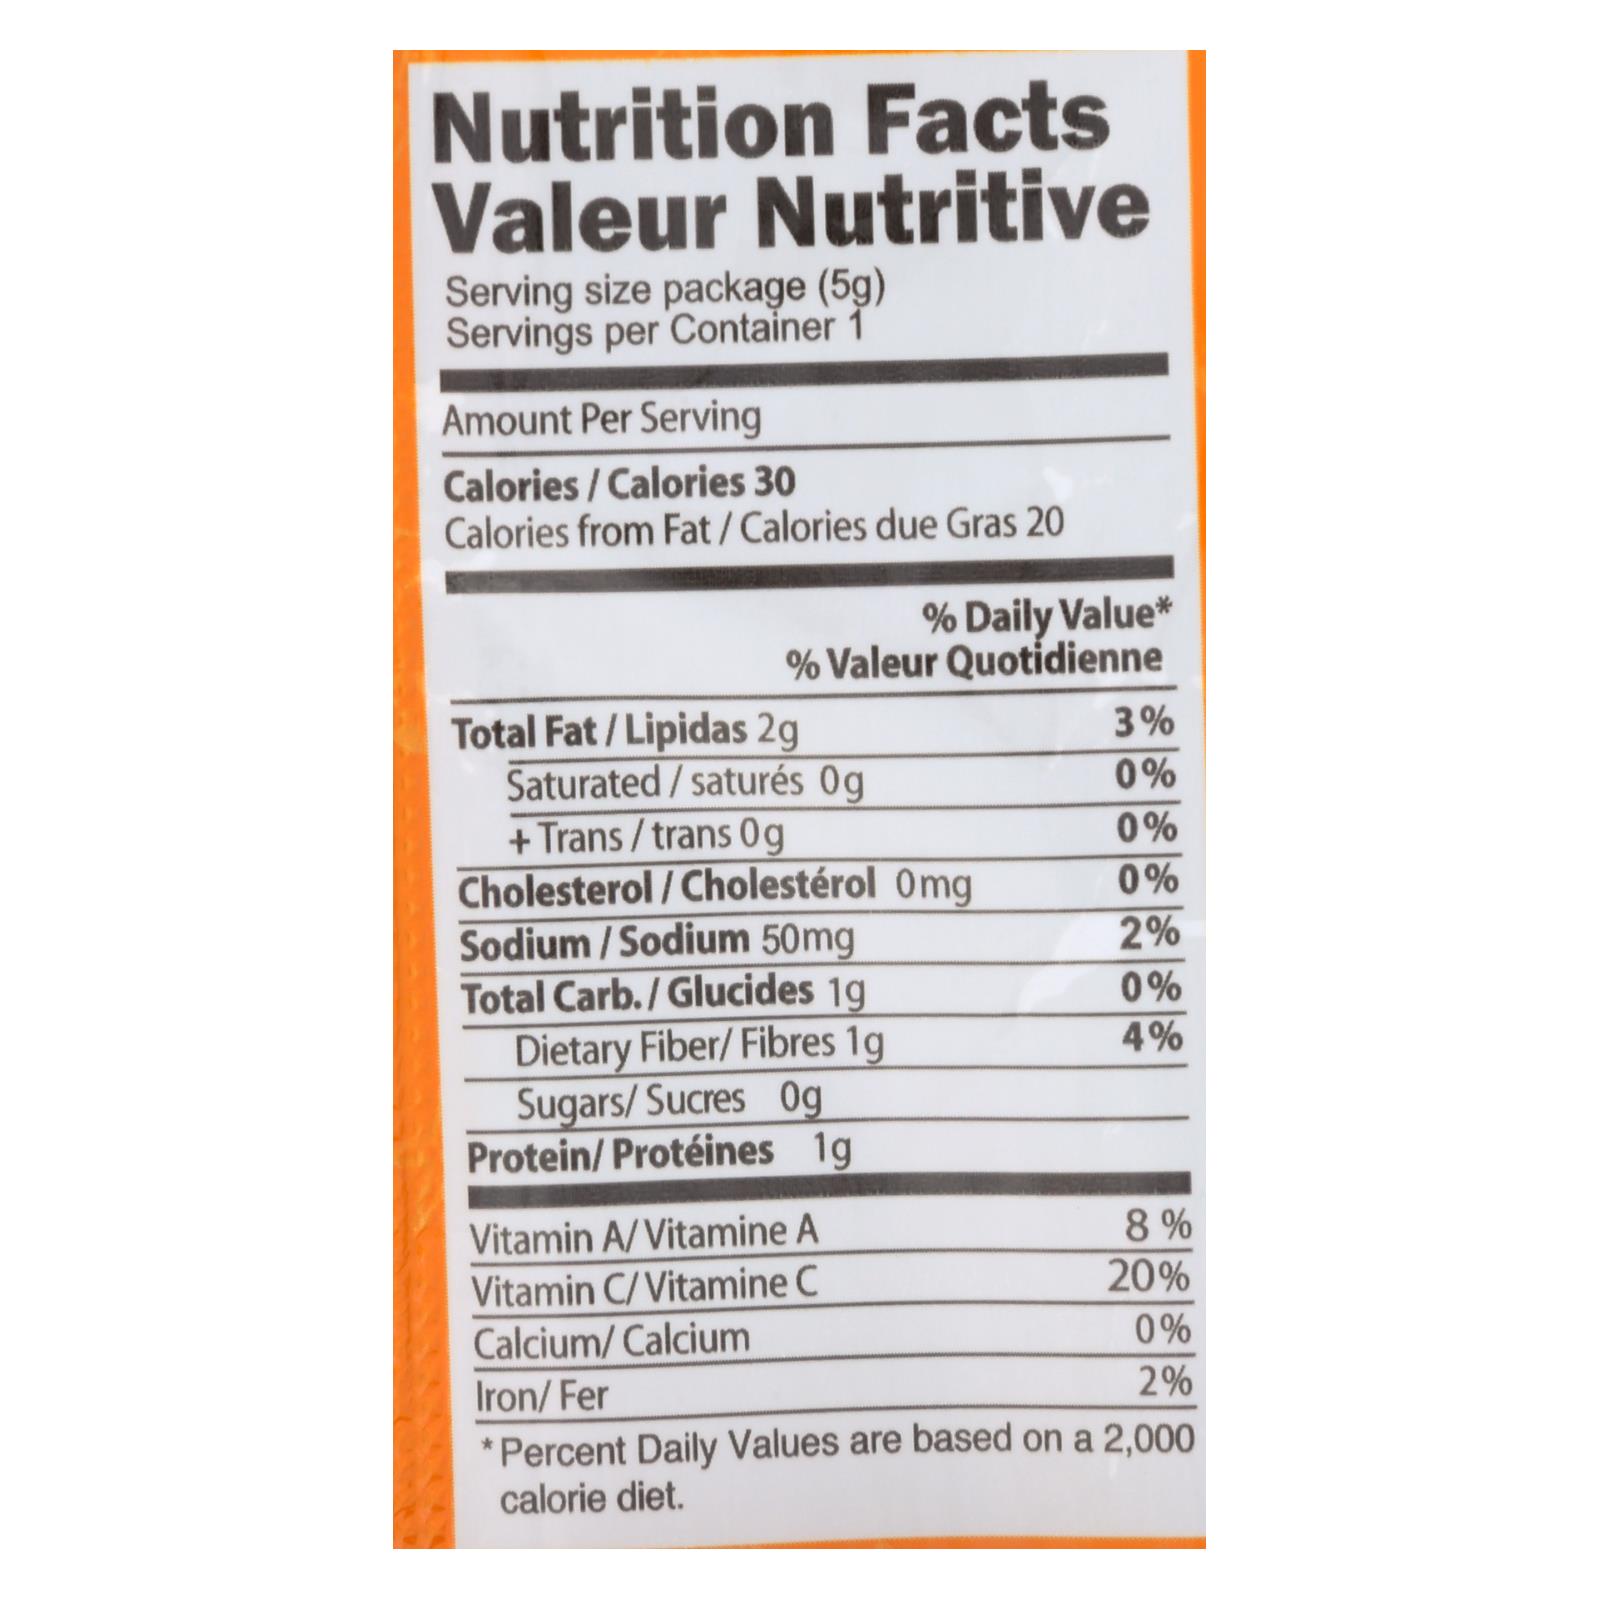 Nutrition Facts
Valeur Nutritive
Serving size package (5g)
Servings per Container 1
Amount Per Serving
Calories / Calories 30
Calories from Fat / Calories due Gras 20
% Daily Value*
% Valeur Quotidienne
Total Fat / Lipidas 2g 3%
Saturated / saturés 0g 0%
+ Trans / trans 0g 0%
Cholesterol / Cholestérol 0mg 0%
Sodium / Sodium 50mg 2%
Total Carb. / Glucides 1g 0%
Dietary Fiber/ Fibres 1g 4%
Sugars/ Sucres 0g
Protein/ Protéines 1g
Vitamin A/ Vitamine A 8 %
Vitamin C/ Vitamine C 20%
Calcium/ Calcium 0%
Iron/ Fer 2%
* Percent Daily Values are based on a 2,000
calorie diet.